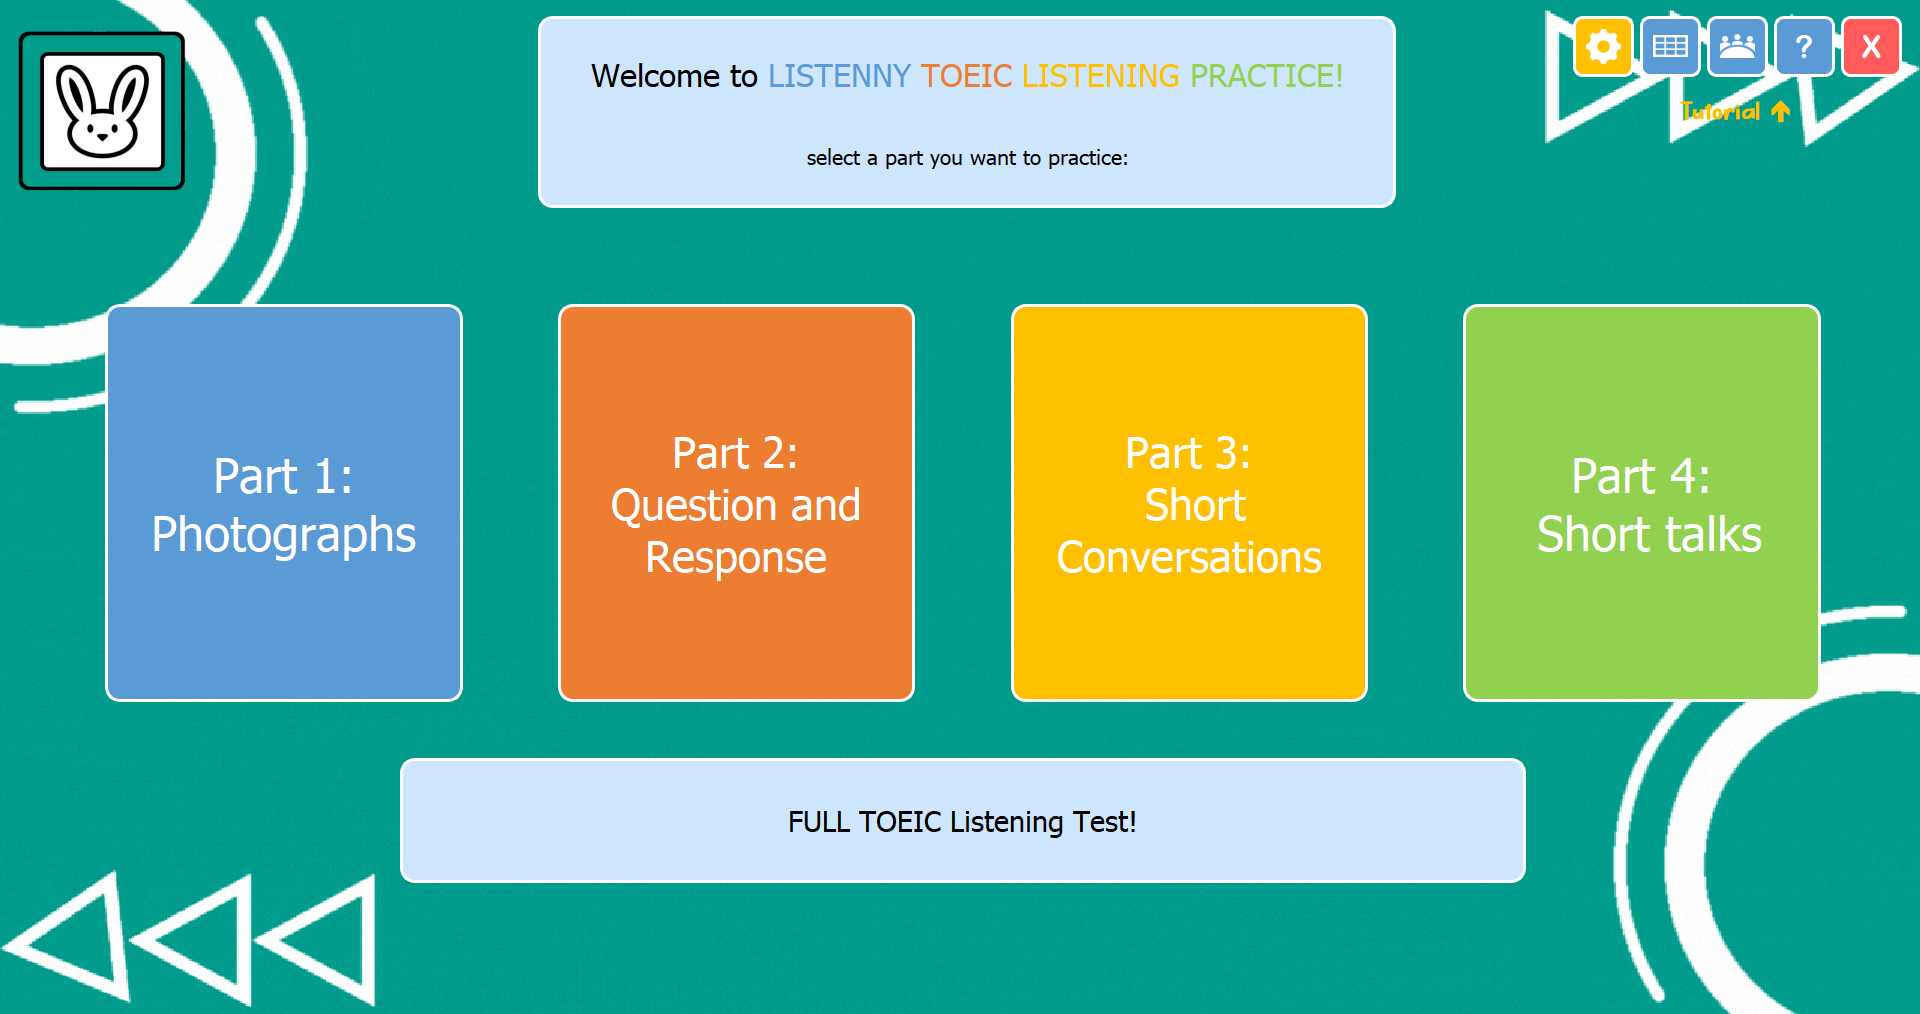 Welcome to LISTENNY TOEIC LISTENING PRACTICE!
select a part you want to practice:
?
X
Tutorial
Part 1:
Photographs
Part 2:
Question and
Response
Part 3:
Short
Conversations
Part 4:
Short talks
FULL TOEIC Listening Test!